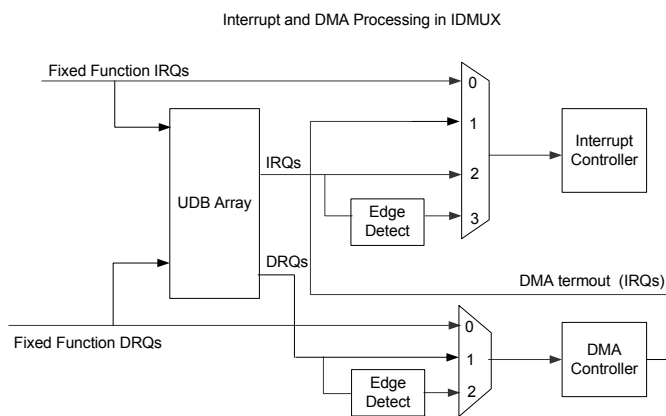 Interrupt and DMA Processing in IDMUX
Fixed Function IRQs
0
1
2
3
Interrupt
Controller
IRQs
UDB Array
Edge
Detect
DRQs
DMA termout (IRQs)
Fixed Function DRQs
0
1
2
DMA
Controller
Edge
Detect